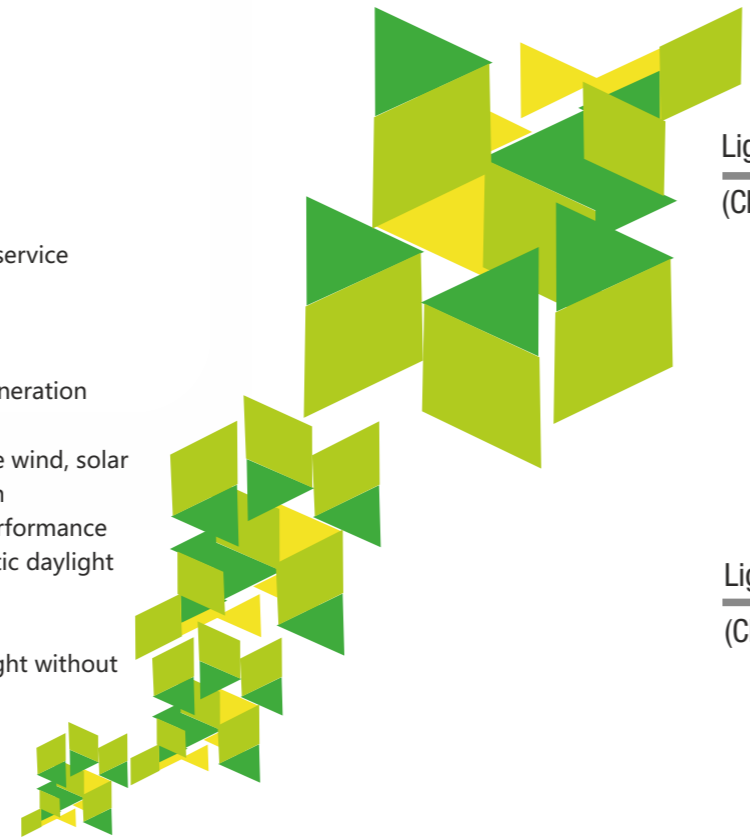 service
neration
e wind, solar
n
rformance
tic daylight
ght without
Lig
(Cl
Lig
(C